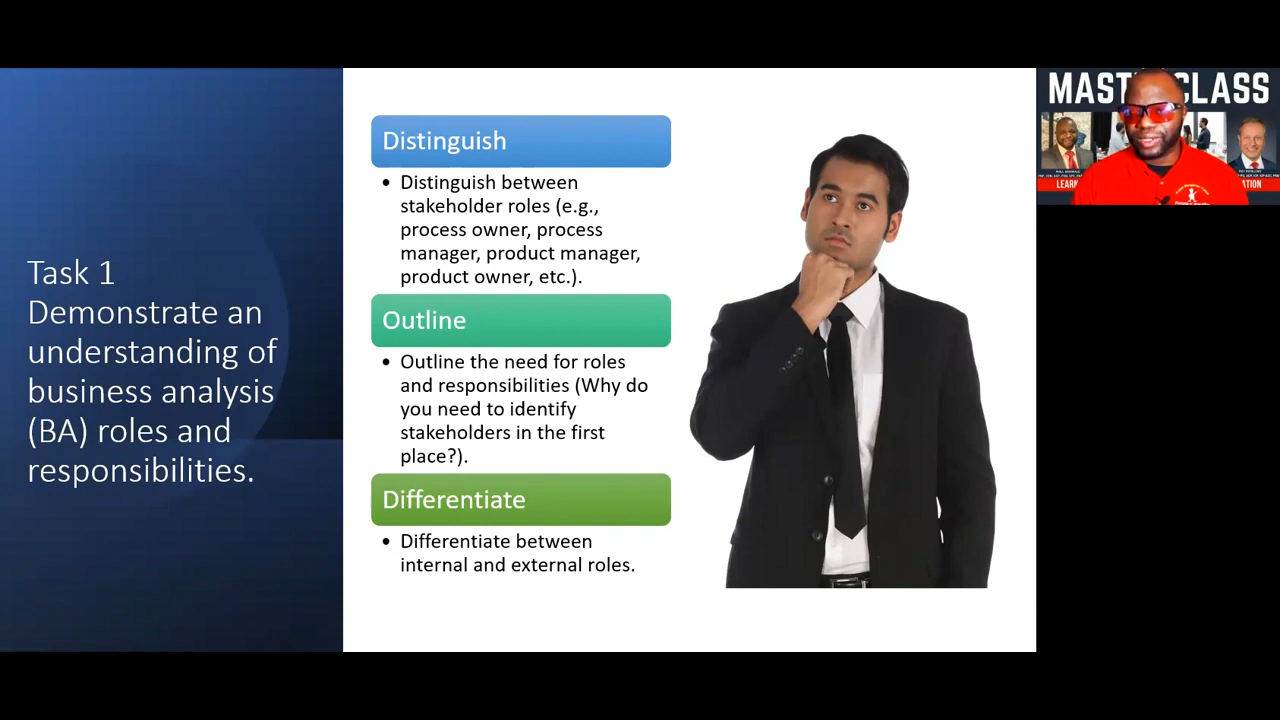 Task 1
Demonstrate an
understanding of
business analysis
(BA) roles and
responsibilities.
Distinguish
• Distinguish between
stakeholder roles (e.g.,
process owner, process
manager, product manager,
product owner, etc.).
Outline
• Outline the need for roles
and responsibilities (Why do
you need to identify
stakeholders in the first
place?).
Differentiate
• Differentiate between
internal and external roles.
MAST CLASS
LEARN ATION